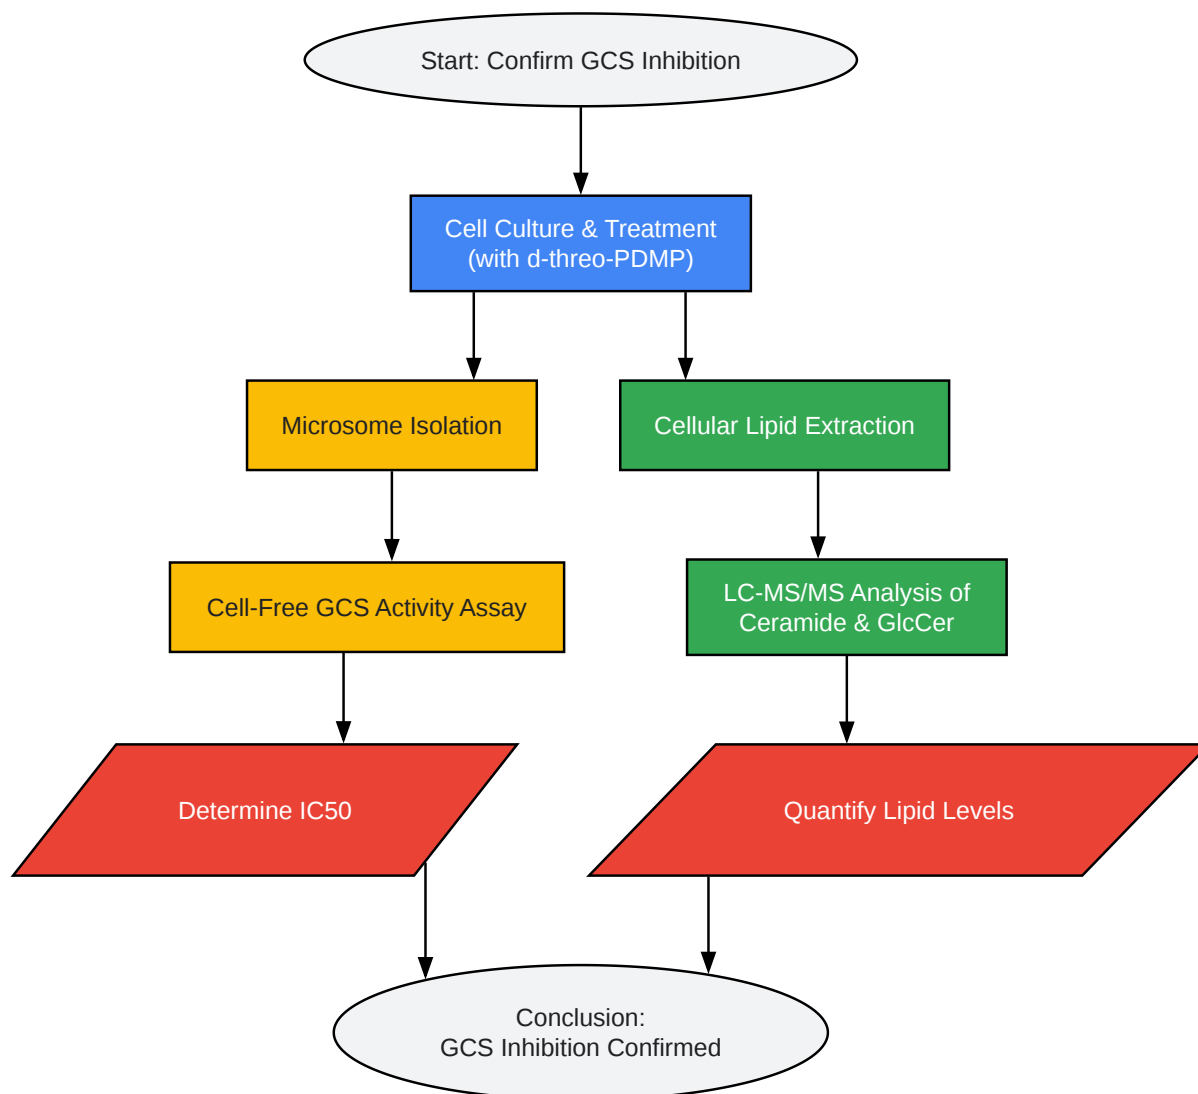 Start: Confirm GCS Inhibition
Cell Culture & Treatment
(with d-threo-PDMP)
Microsome Isolation
Cellular Lipid Extraction
Cell-Free GCS Activity Assay
LC-MS/MS Analysis of
Ceramide & GlcCer
Determine IC50
Quantify Lipid Levels
Conclusion:
GCS Inhibition Confirmed